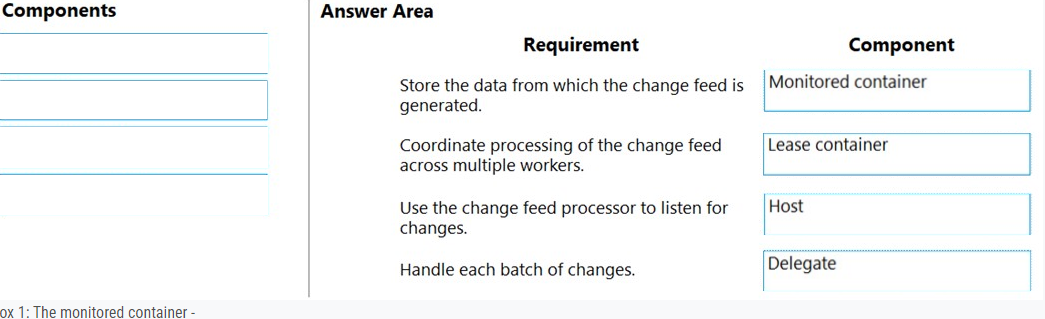 Components
Answer Area
Requirement
Component
Store the data from which the change feed is
generated.
Monitored container
Coordinate processing of the change feed
across multiple workers.
Lease container
Use the change feed processor to listen for
changes.
Host
Handle each batch of changes.
Delegate
ox 1: The monitored container -